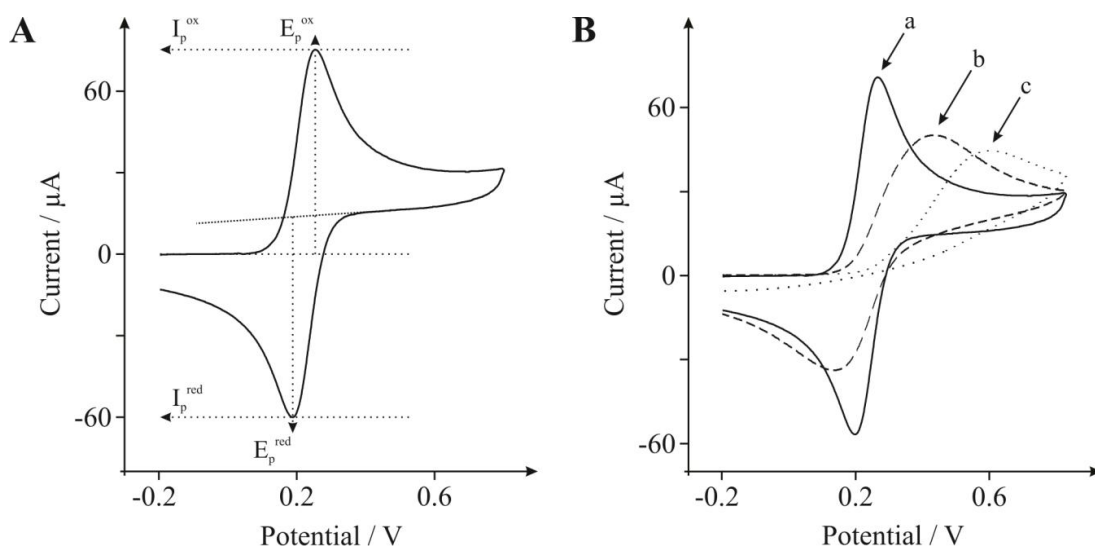 A
I_p^ox
E_p^ox
60
0
-60
Current / µA
I_p^red
E_p^red
-0.2
0.2
0.6
Potential / V
B
a
b
c
60
0
-60
Current / µA
-0.2
0.2
0.6
Potential / V